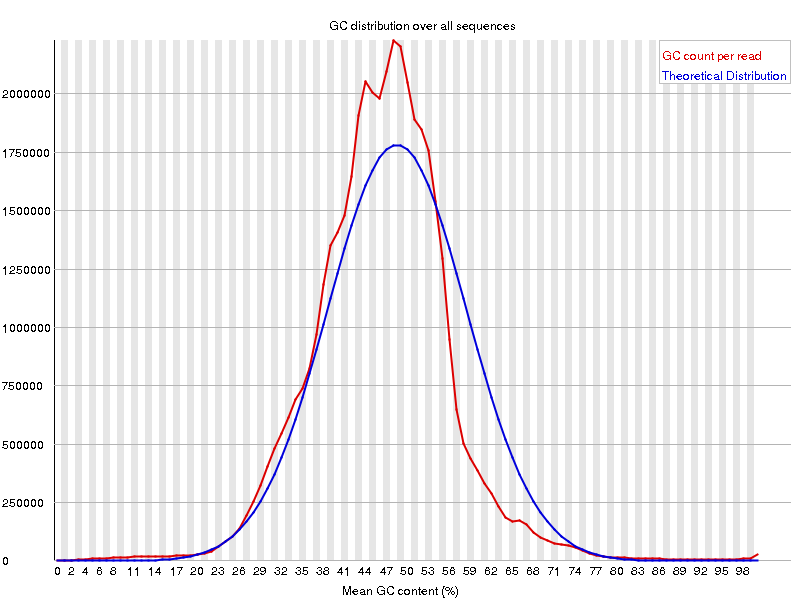 GC distribution over all sequences
GC count per read
Theoretical Distribution
2000000
1750000
1500000
1250000
1000000
750000
500000
250000
0
0 2 4 6 8 11 14 17 20 23 26 29 32 35 38 41 44 47 50 53 56 59 62 65 68 71 74 77 80 83 86 89 92 95 98
Mean GC content (%)